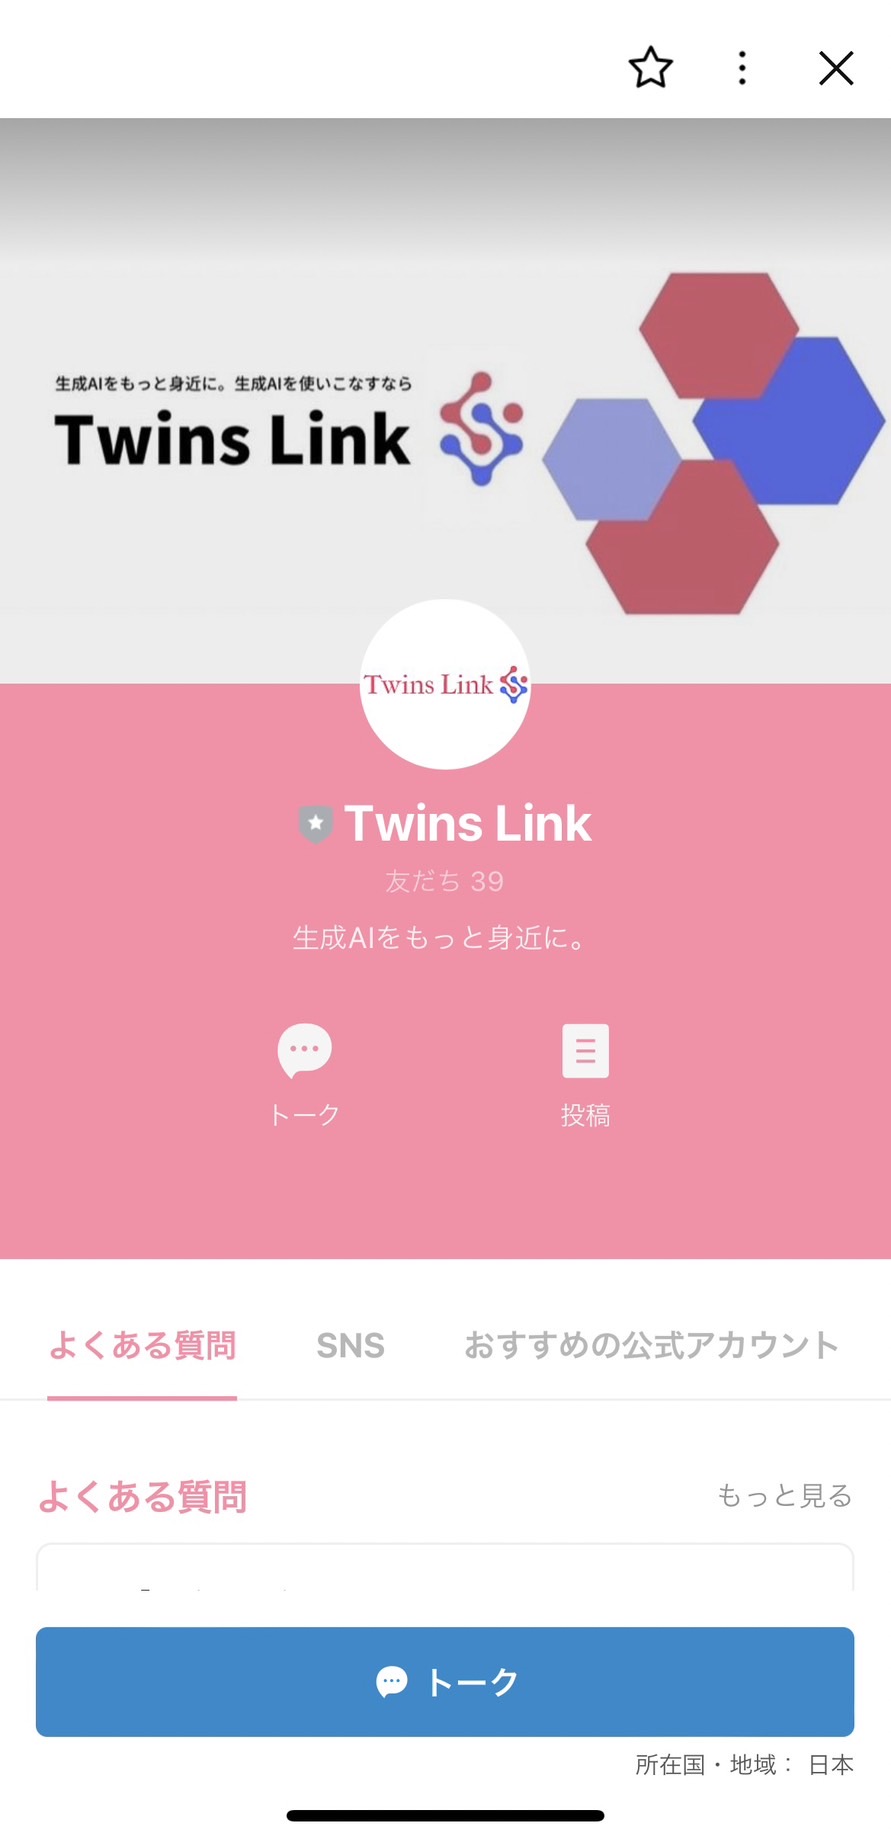 生成AIをもっと身近に。生成AIを使いこなすなら
Twins Link
Twins Link
Twins Link
友だち 39
生成AIをもっと身近に。
トーク
投稿
よくある質問
SNS
おすすめの公式アカウント
よくある質問
もっと見る
トーク
所在国・地域： 日本